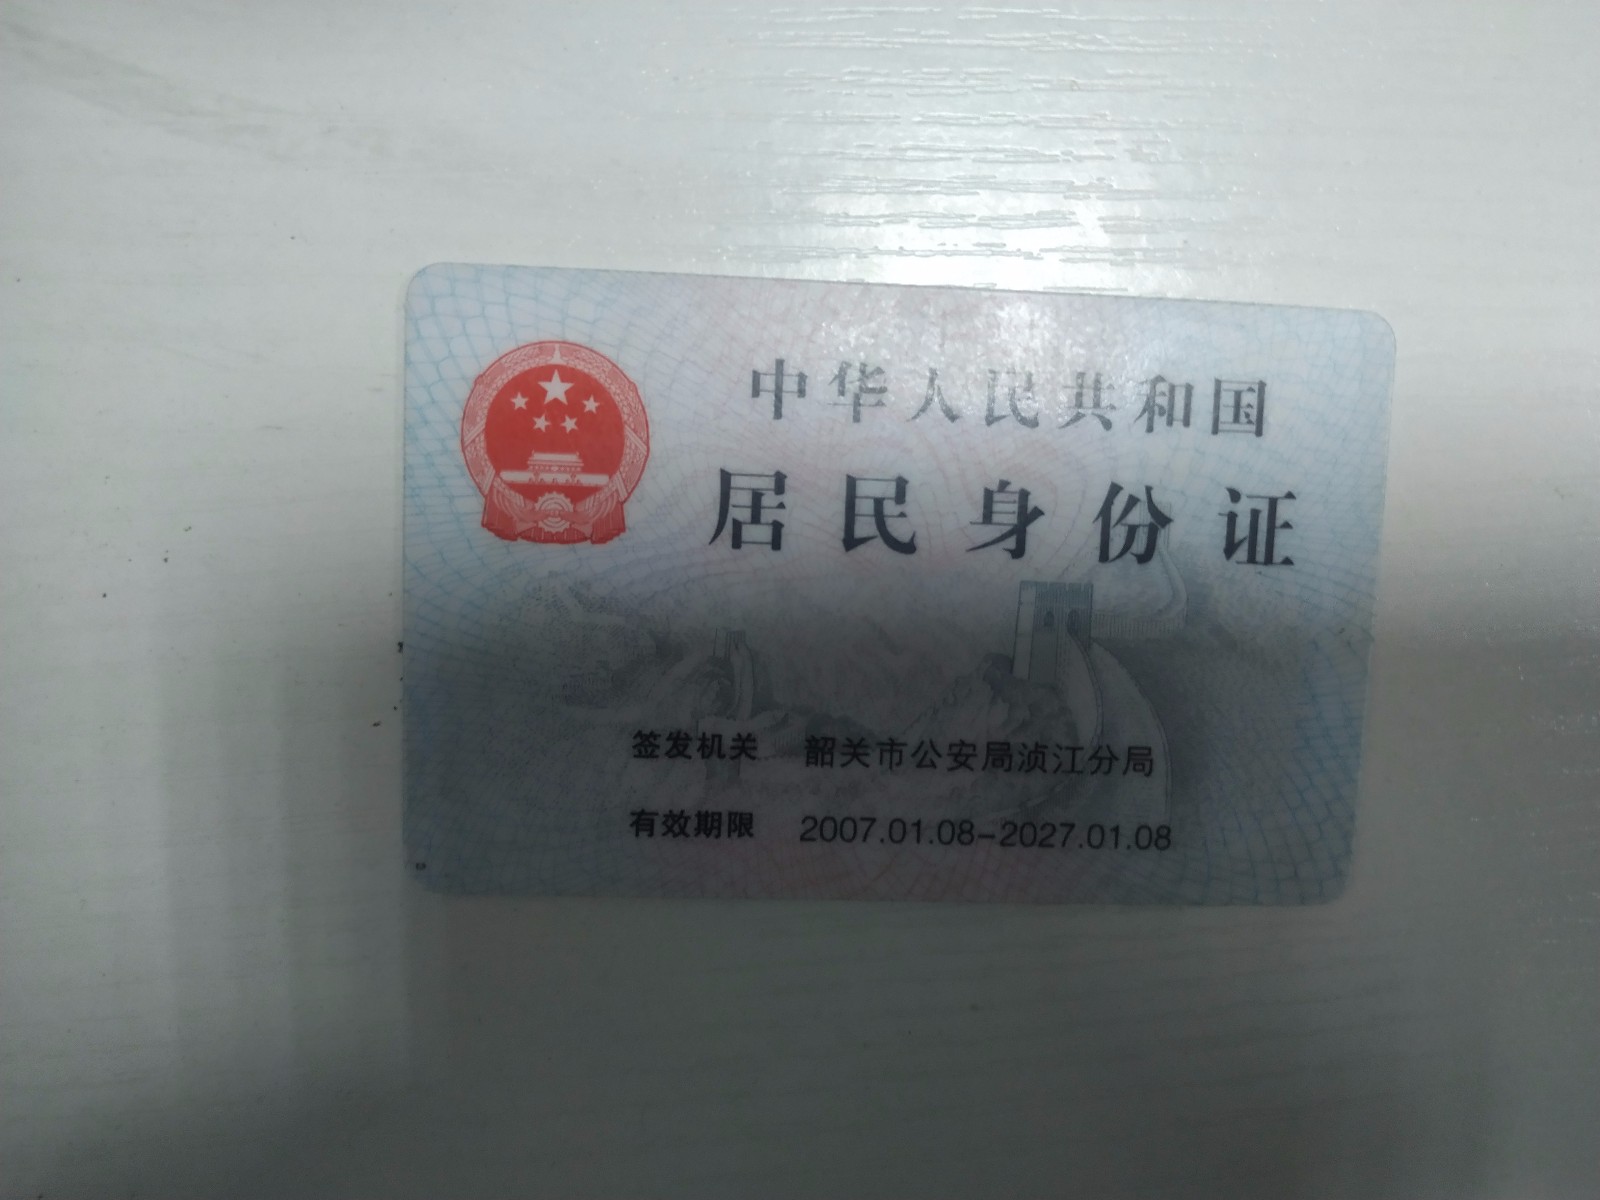 中华人民共和国
居民身份证
签发机关 韶关市公安局浈江分局
有效期限 2007.01.08-2027.01.08